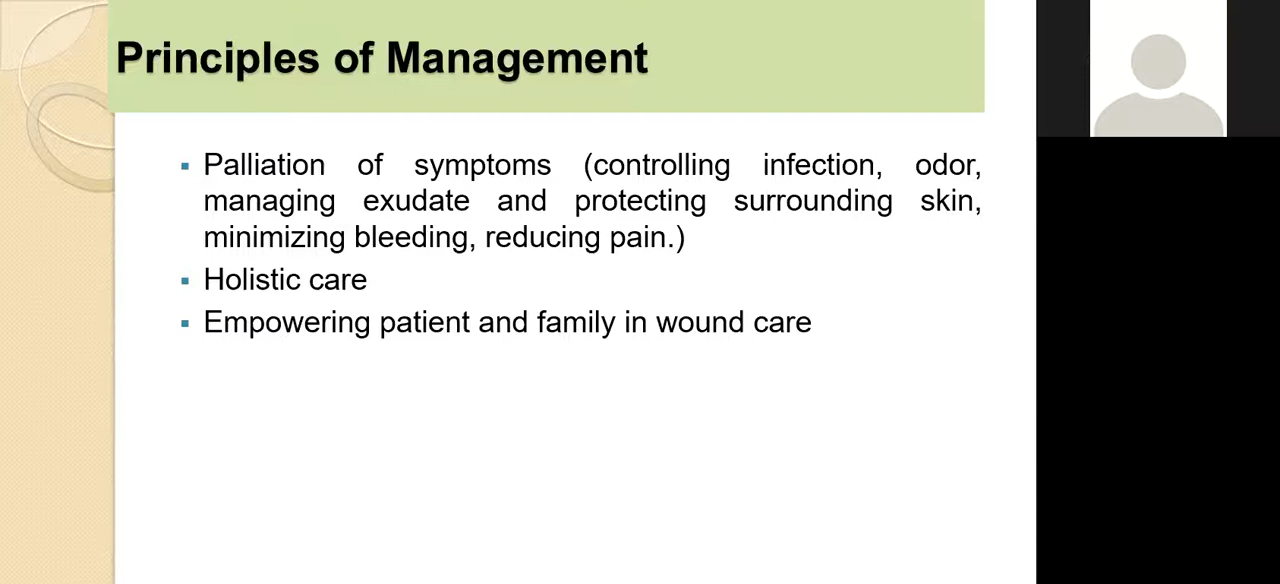 Principles of Management
▪ Palliation of symptoms (controlling infection, odor,
managing exudate and protecting surrounding skin,
minimizing bleeding, reducing pain.)
▪ Holistic care
▪ Empowering patient and family in wound care